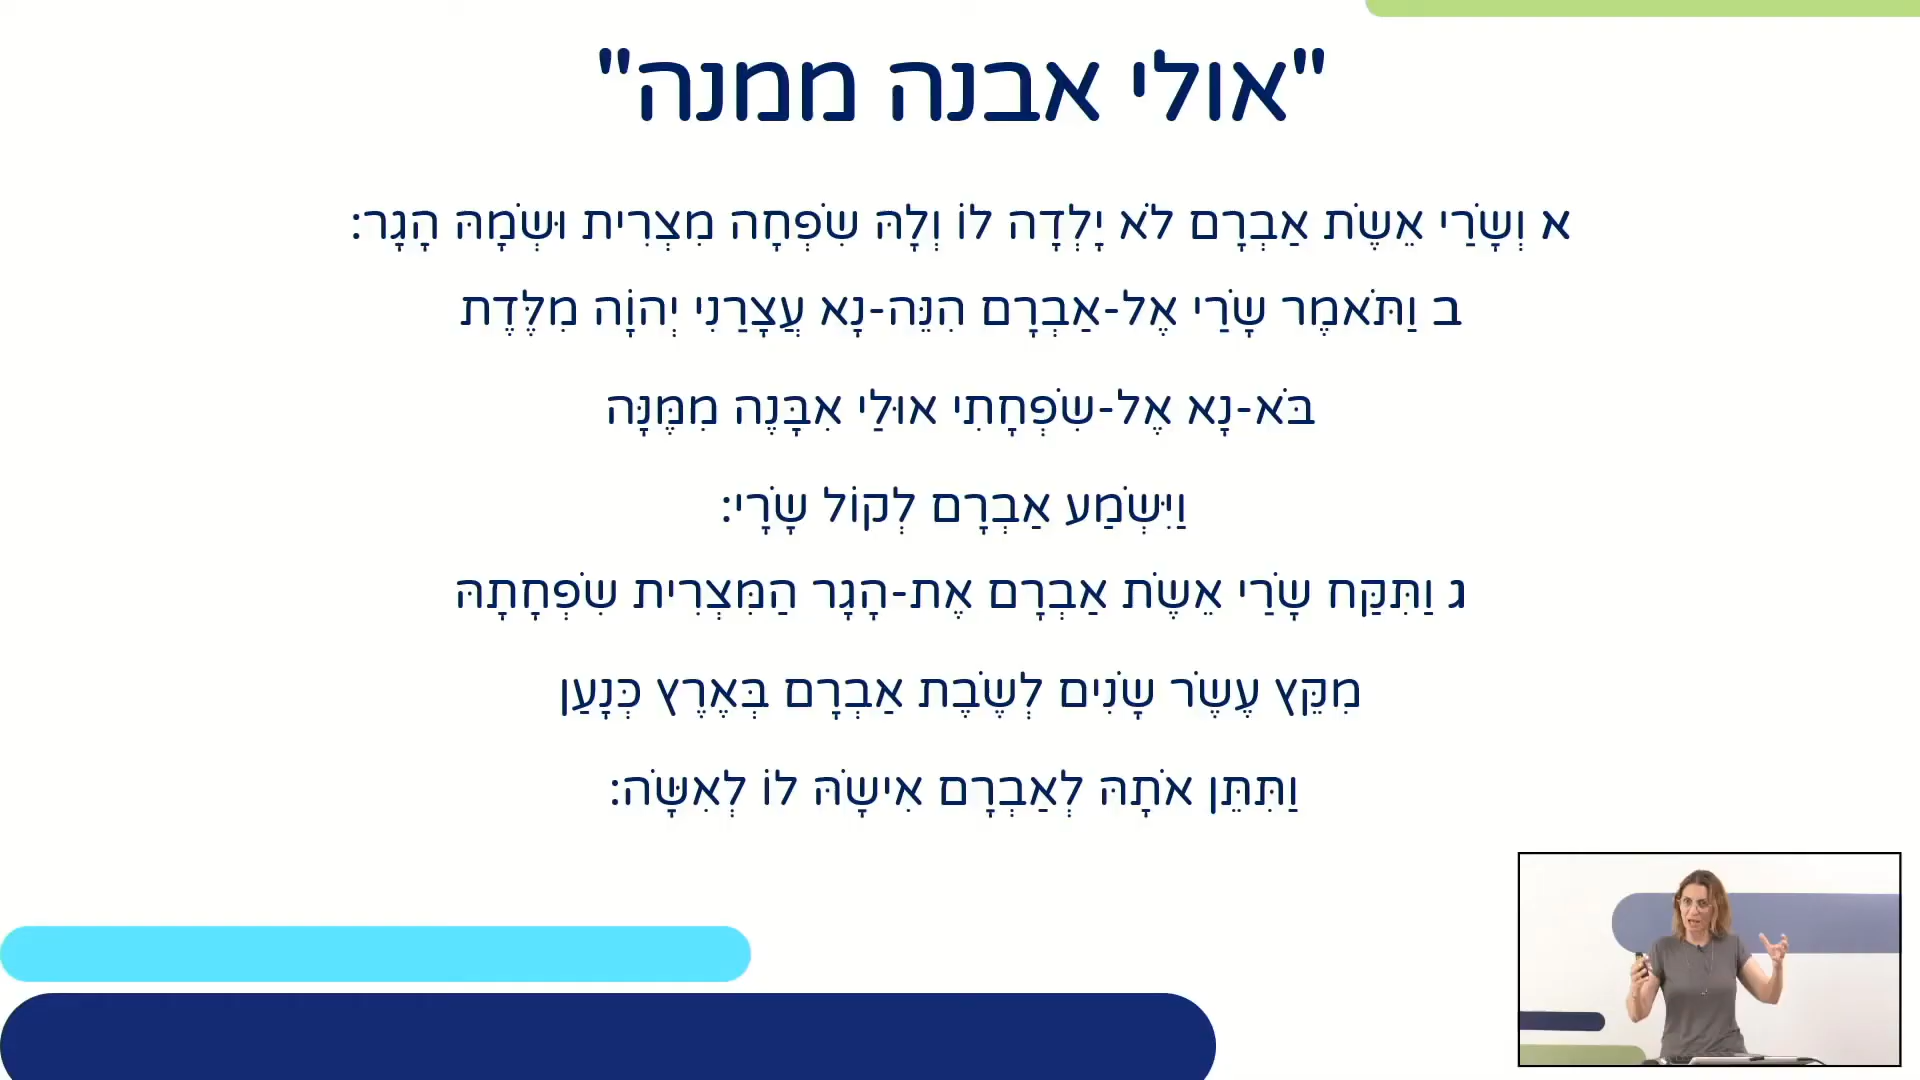 "אולי אבנה ממנה"
א וְשָׂרַי אֵשֶׁת אַבְרָם לֹא יָלְדָה לוֹ וְלָהּ שִׁפְחָה מִצְרִית וּשְׁמָהּ הָגָר:
ב וַתֹּאמֶר שָׂרַי אֶל-אַבְרָם הִנֵּה-נָא עֲצָרַנִי יְהוָֹה מִלֶּדֶת
בֹּא-נָא אֶל-שִׁפְחָתִי אוּלַי אִבָּנֶה מִמֶּנָּה
וַיִּשְׁמַע אַבְרָם לְקוֹל שָׂרָי:
ג וַתִּקַּח שָׂרַי אֵשֶׁת אַבְרָם אֶת-הָגָר הַמִּצְרִית שִׁפְחָתָהּ
מִקֵּץ עֶשֶׂר שָׁנִים לְשֶׁבֶת אַבְרָם בְּאֶרֶץ כְּנָעַן
וַתִּתֵּן אֹתָהּ לְאַבְרָם אִישָׁהּ לוֹ לְאִשָּׁה: